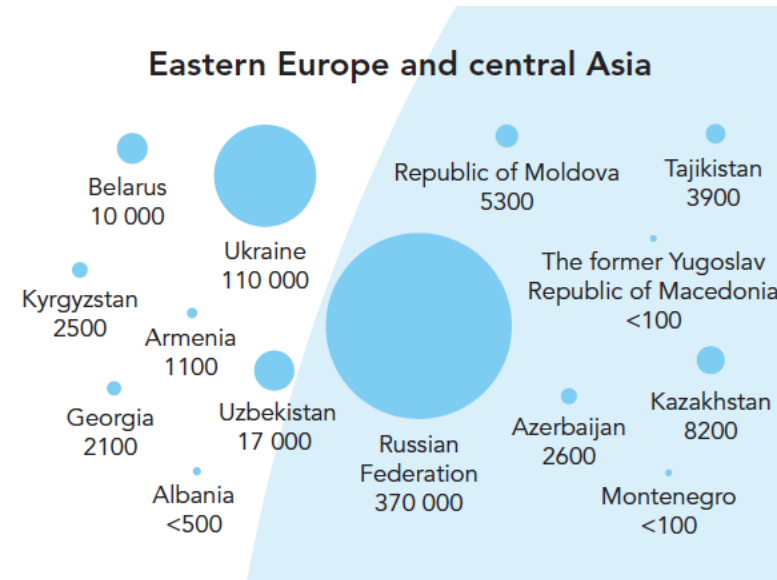 Eastern Europe and central Asia
Belarus
10 000
Ukraine
110 000
Republic of Moldova
5300
Tajikistan
3900
Kyrgyzstan
2500
Armenia
1100
The former Yugoslav
Republic of Macedonia
<100
Georgia
2100
Uzbekistan
17 000
Russian
Federation
370 000
Azerbaijan
2600
Kazakhstan
8200
Albania
<500
Montenegro
<100